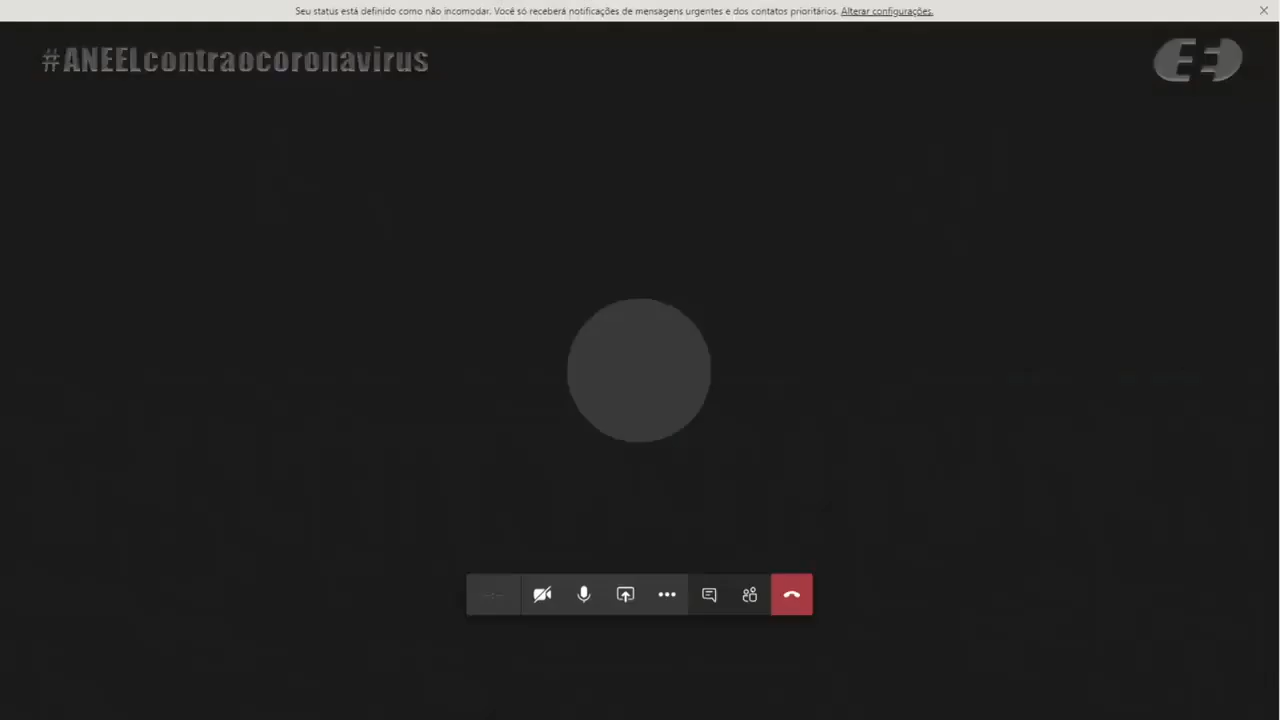 Seu status está definido como não incomodar. Você só receberá notificações de mensagens urgentes e dos contatos prioritários. Alterar configurações.
#ANEELcontraocoronavirus